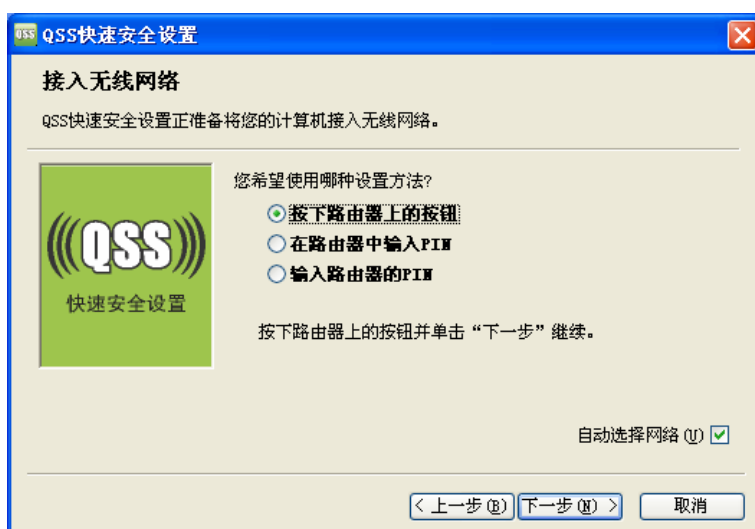 QSS QSS快速安全设置
接入无线网络
QSS快速安全设置正准备将您的计算机接入无线网络。
您希望使用哪种设置方法?
按下路由器上的按钮
在路由器中输入PIN
输入路由器的PIN
(((QSS)))
快速安全设置
按下路由器上的按钮并单击“下一步”继续。
自动选择网络(U)
< 上一步(B) 下一步(N) > 取消